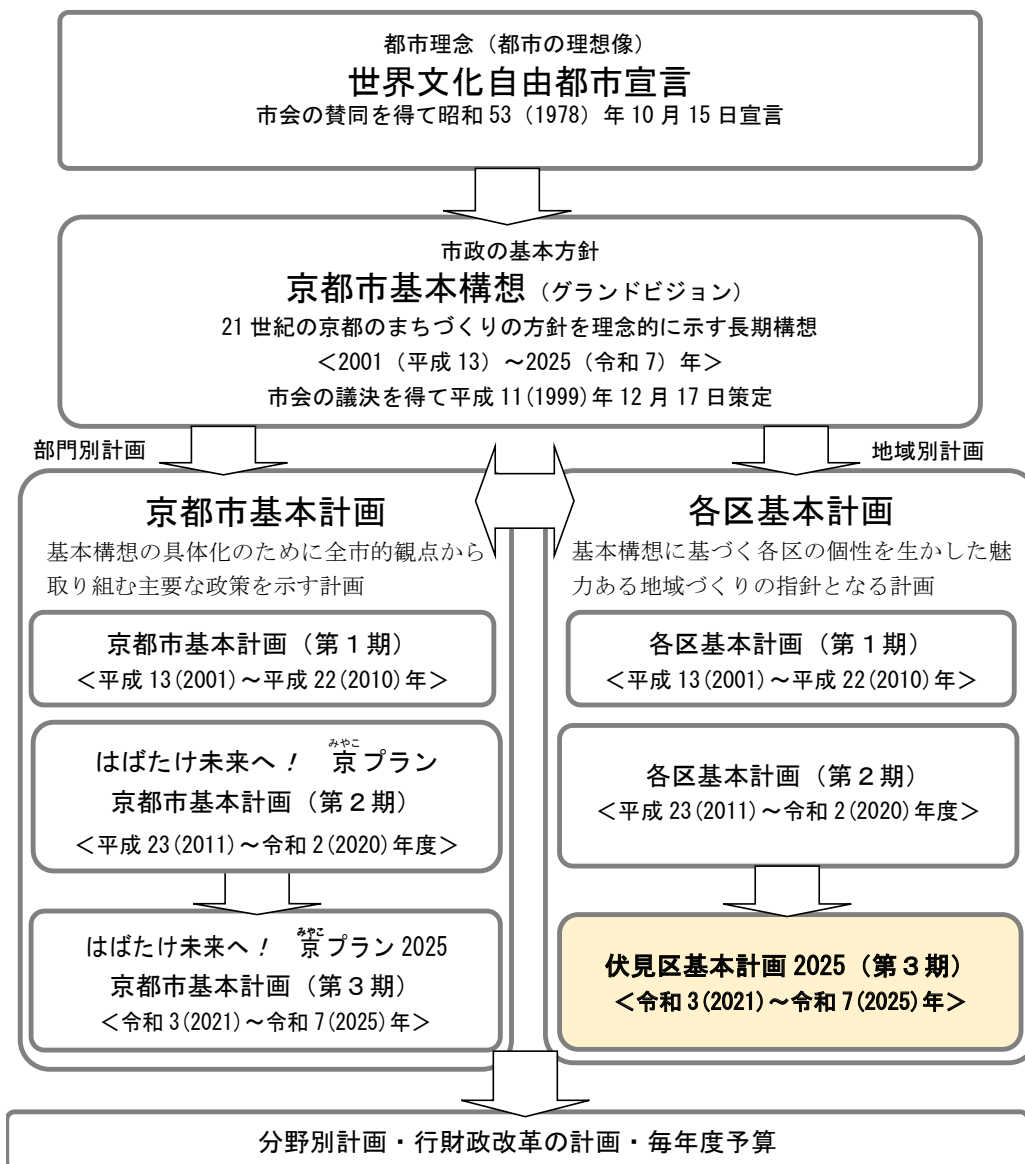 都市理念（都市の理想像）
世界文化自由都市宣言
市会の賛同を得て昭和 53（1978）年 10 月 15 日宣言
市政の基本方針
京都市基本構想（グランドビジョン）
21 世紀の京都のまちづくりの方針を理念的に示す長期構想
＜2001（平成 13）～2025（令和 7）年＞
市会の議決を得て平成 11(1999)年 12 月 17 日策定
部門別計画
京都市基本計画
基本構想の具体化のために全市的観点から
取り組む主要な政策を示す計画
京都市基本計画（第１期）
＜平成 13(2001)～平成 22(2010)年＞
みやこ
はばたけ未来へ！　京プラン
京都市基本計画（第２期）
＜平成 23(2011)～令和 2(2020)年度＞
みやこ
はばたけ未来へ！　京プラン 2025
京都市基本計画（第３期）
＜令和 3(2021)～令和 7(2025)年＞
地域別計画
各区基本計画
基本構想に基づく各区の個性を生かした魅
力ある地域づくりの指針となる計画
各区基本計画（第１期）
＜平成 13(2001)～平成 22(2010)年＞
各区基本計画（第２期）
＜平成 23(2011)～令和 2(2020)年度＞
伏見区基本計画 2025（第３期）
＜令和 3(2021)～令和 7(2025)年＞
分野別計画・行財政改革の計画・毎年度予算